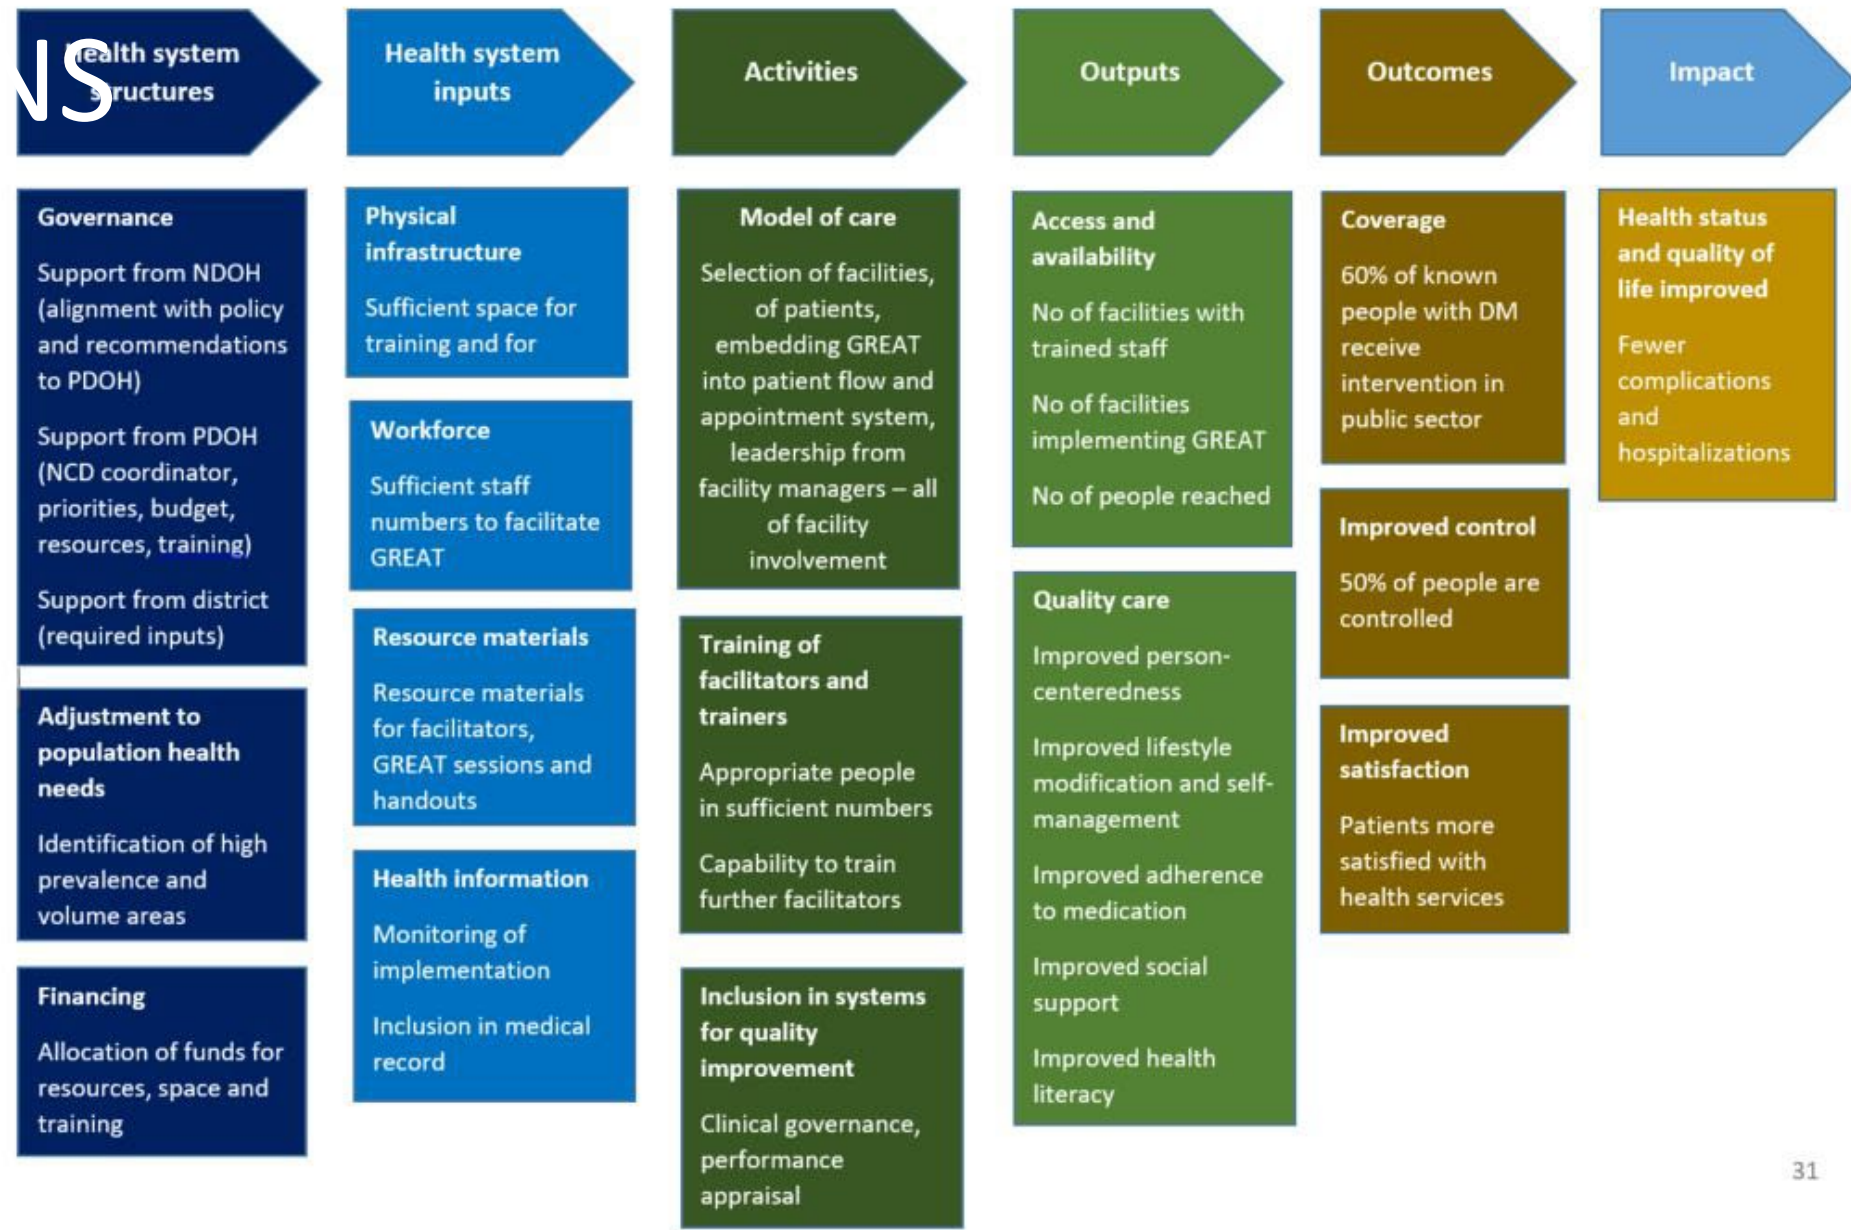 NS
Health system
structures
Health system
inputs
Activities
Outputs
Outcomes
Impact
Governance
Support from NDOH
(alignment with policy
and recommendations
to PDOH)
Support from PDOH
(NCD coordinator,
priorities, budget,
resources, training)
Support from district
(required inputs)
Adjustment to
population health
needs
Identification of high
prevalence and
volume areas
Financing
Allocation of funds for
resources, space and
training
Physical
infrastructure
Sufficient space for
training and for
Workforce
Sufficient staff
numbers to facilitate
GREAT
Resource materials
Resource materials
for facilitators,
GREAT sessions and
handouts
Health information
Monitoring of
implementation
Inclusion in medical
record
Model of care
Selection of facilities,
of patients,
embedding GREAT
into patient flow and
appointment system,
leadership from
facility managers – all
of facility
involvement
Training of
facilitators and
trainers
Appropriate people
in sufficient numbers
Capability to train
further facilitators
Inclusion in systems
for quality
improvement
Clinical governance,
performance
appraisal
Access and
availability
No of facilities with
trained staff
No of facilities
implementing GREAT
No of people reached
Quality care
Improved person-
centeredness
Improved lifestyle
modification and self-
management
Improved adherence
to medication
Improved social
support
Improved health
literacy
Coverage
60% of known
people with DM
receive
intervention in
public sector
Improved control
50% of people are
controlled
Improved
satisfaction
Patients more
satisfied with
health services
Health status
and quality of
life improved
Fewer
complications
and
hospitalizations
31